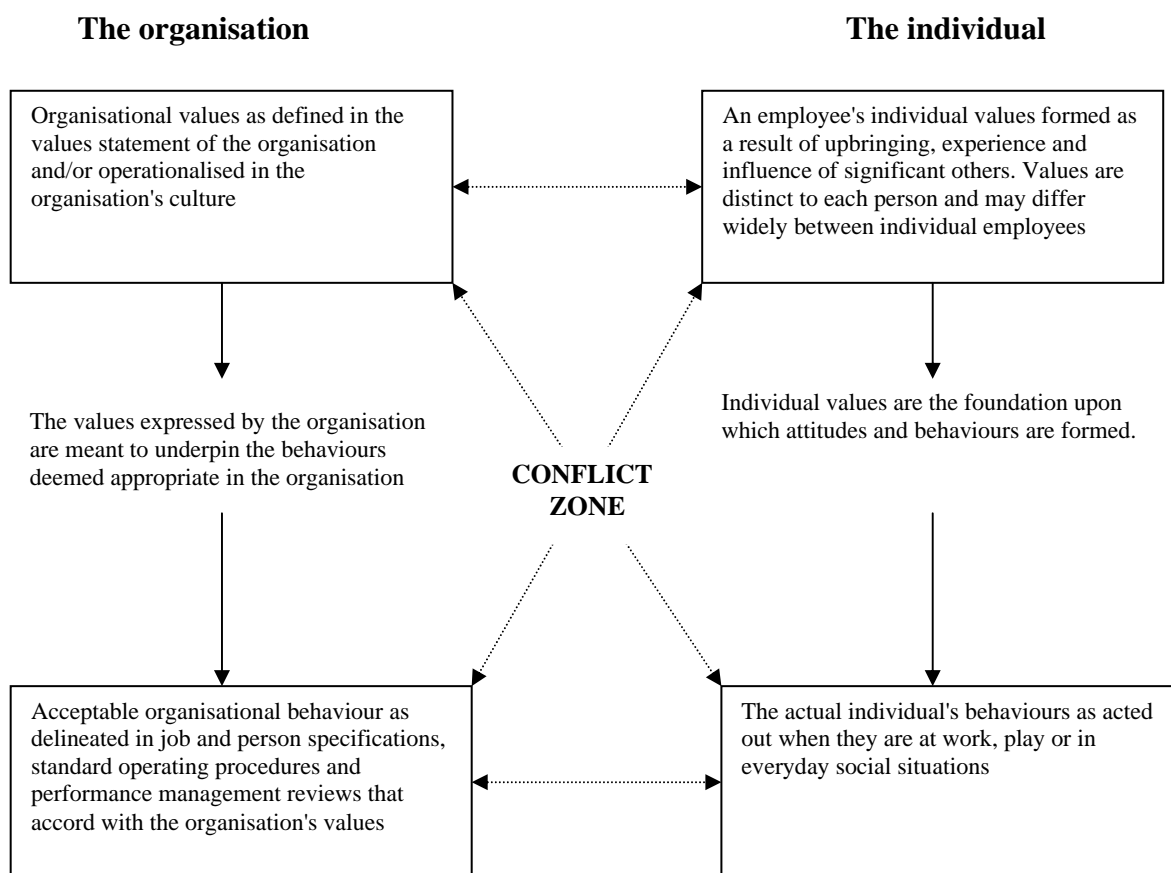 The organisation
The individual
Organisational values as defined in the
values statement of the organisation
and/or operationalised in the
organisation's culture
An employee's individual values formed as
a result of upbringing, experience and
influence of significant others. Values are
distinct to each person and may differ
widely between individual employees
The values expressed by the organisation
are meant to underpin the behaviours
deemed appropriate in the organisation
Individual values are the foundation upon
which attitudes and behaviours are formed.
CONFLICT
ZONE
Acceptable organisational behaviour as
delineated in job and person specifications,
standard operating procedures and
performance management reviews that
accord with the organisation's values
The actual individual's behaviours as acted
out when they are at work, play or in
everyday social situations